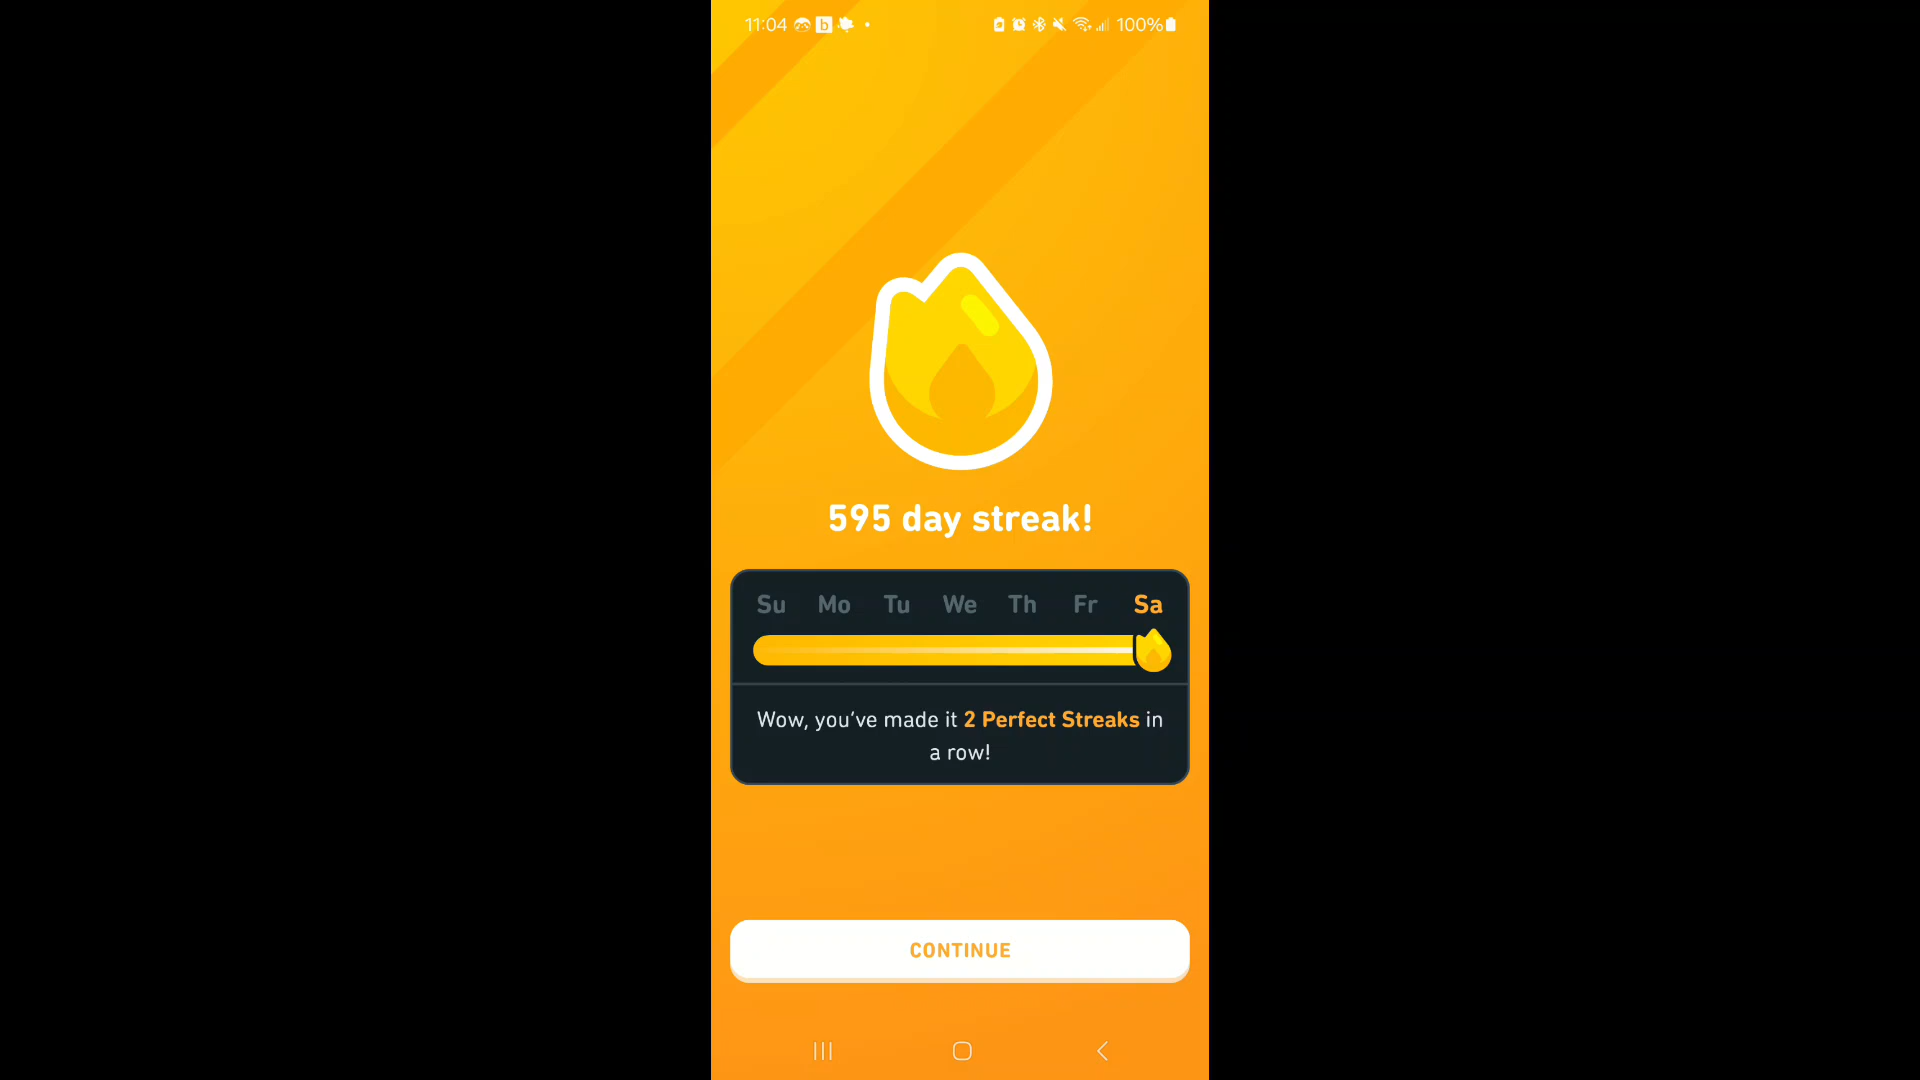 11:04 b 100%
595 day streak!
Su Mo Tu We Th Fr Sa
Wow, you've made it 2 Perfect Streaks in
a row!
CONTINUE